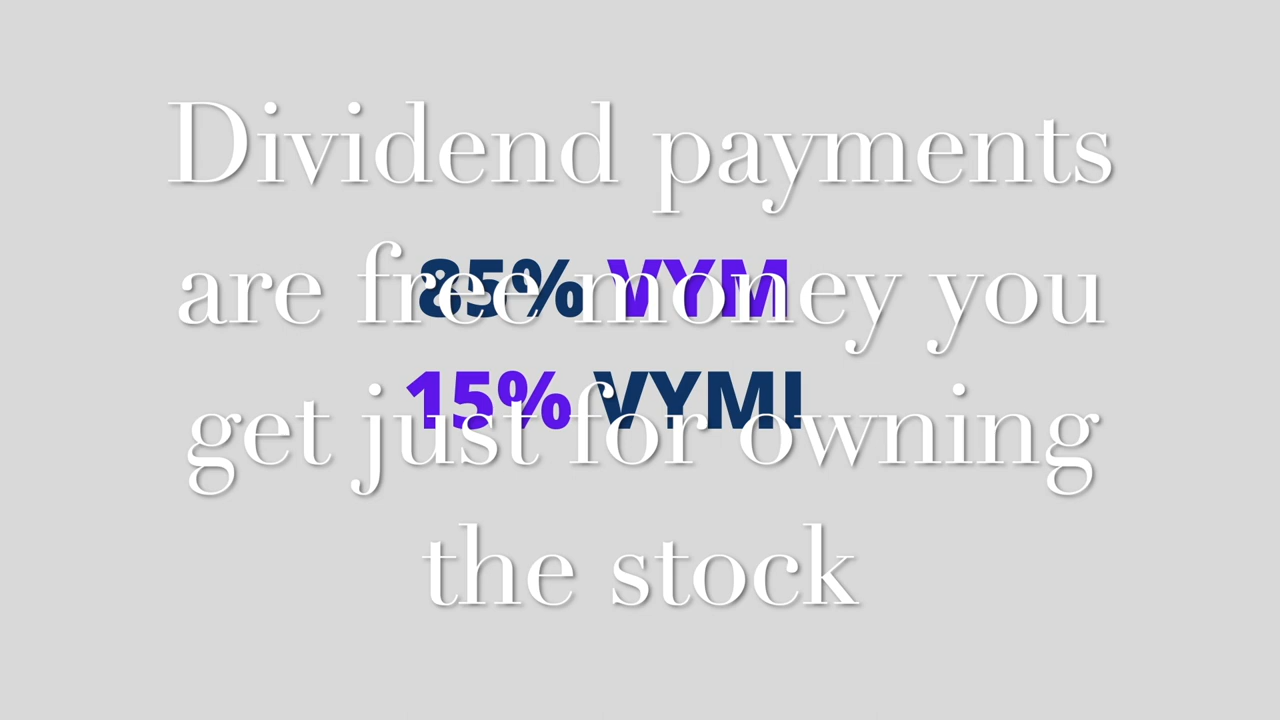 Dividend payments
are free money you
85% VYM
15% VYMI
get just for owning
the stock